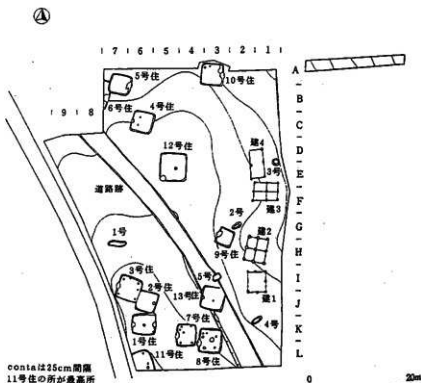 7 6 5 4 3 2 1
A
B
C
D
E
F
G
H
I
J
K
L
9 8
5号住
6号住
4号住
10号住
12号住
建4
3号
建3
道路跡
2号
1号
建2
9号住
5号
3号住
2号住
13号住
建1
7号住
4号
1号住
11号住
8号住
contaは25cm間隔
11号住の所が最高所
0 20m